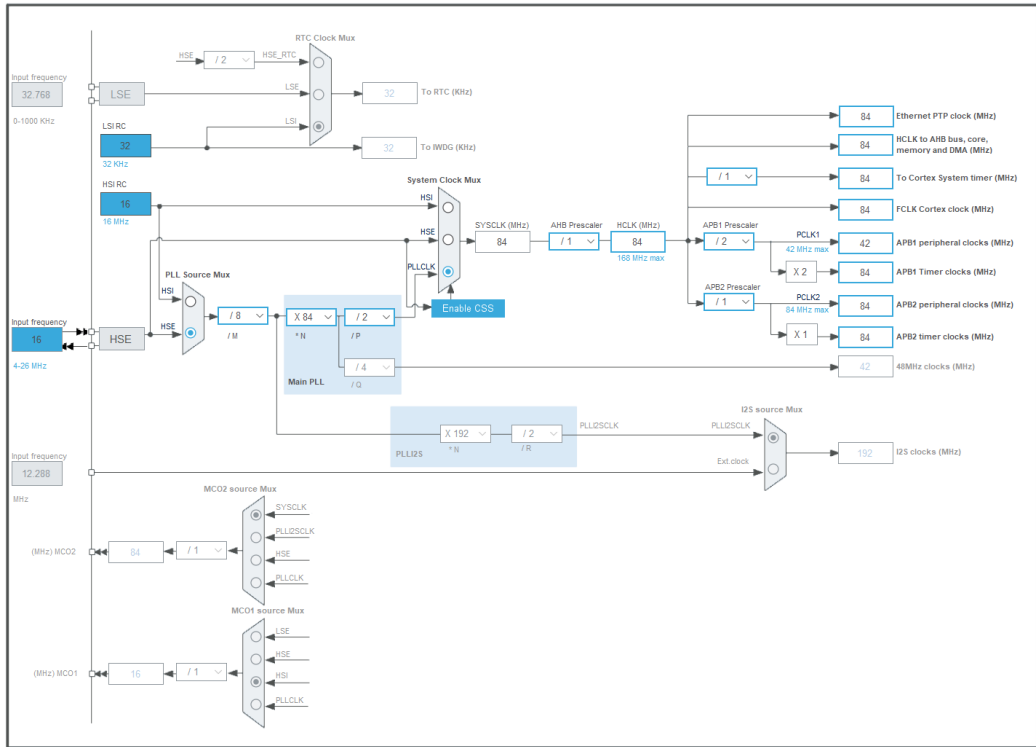 RTC Clock Mux
HSE
/ 2
HSE_RTC
Input frequency
32.768
0-1000 KHz
LSE
LSE
32
To RTC (KHz)
LSI RC
32
32 KHz
LSI
32
To IWDG (KHz)
HSI RC
16
16 MHz
System Clock Mux
HSI
HSE
PLLCLK
Enable CSS
SYSCLK (MHz)
84
AHB Prescaler
/ 1
HCLK (MHz)
84
168 MHz max
84
Ethernet PTP clock (MHz)
84
HCLK to AHB bus, core,
memory and DMA (MHz)
/ 1
84
To Cortex System timer (MHz)
84
FCLK Cortex clock (MHz)
APB1 Prescaler
/ 2
PCLK1
42 MHz max
42
APB1 peripheral clocks (MHz)
X 2
84
APB1 Timer clocks (MHz)
APB2 Prescaler
/ 1
PCLK2
84 MHz max
84
APB2 peripheral clocks (MHz)
X 1
84
APB2 timer clocks (MHz)
42
48MHz clocks (MHz)
PLL Source Mux
HSI
HSE
Input frequency
16
4-26 MHz
HSE
/ 8
/ M
X 84
* N
/ 2
/ P
/ 4
/ Q
Main PLL
X 192
* N
/ 2
/ R
PLLI2S
PLLI2SCLK
I2S source Mux
PLLI2SCLK
Ext.clock
192
I2S clocks (MHz)
Input frequency
12.288
MHz
MCO2 source Mux
SYSCLK
PLLI2SCLK
HSE
PLLCLK
(MHz) MCO2
84
/ 1
MCO1 source Mux
LSE
HSE
HSI
PLLCLK
(MHz) MCO1
16
/ 1